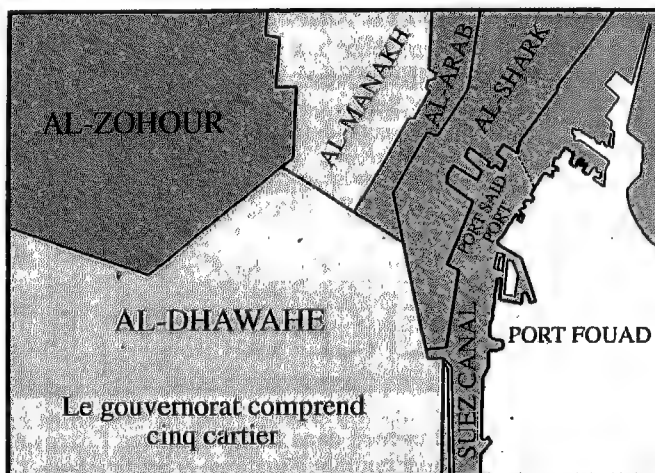 AL-ZOHOUR
AL-MANAKH
AL-ARAB
AL-SHARK
PORT SAID
PORT
AL-DHAWAHE
PORT FOUAD
SUEZ CANAL
Le gouvernorat comprend
cinq cartier